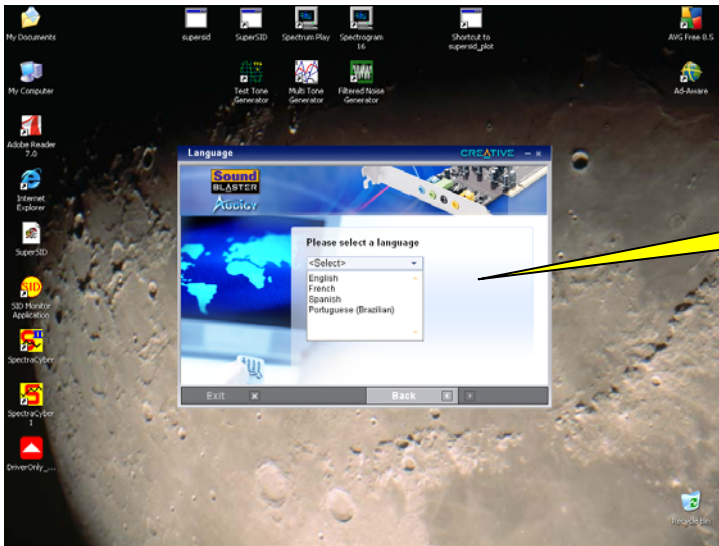 My Documents
supersid
SuperSID
Spectrum Play
Spectrogram
16
Shortcut to
supersid_plot
AVG Free 8.5
My Computer
Test Tone
Generator
Multi Tone
Generator
Filtered Noise
Generator
Ad-Aware
Adobe Reader
7.0
Internet
Explorer
SuperSID
SID
SID Monitor
Application
SpectraCyber
SpectraCyber
1
DriverOnly_...
Language
CREATIVE
Sound
BLASTER
AUDIGY
Please select a language
<Select>
English
French
Spanish
Portuguese (Brazilian)
Exit
Back
Recycle Bin